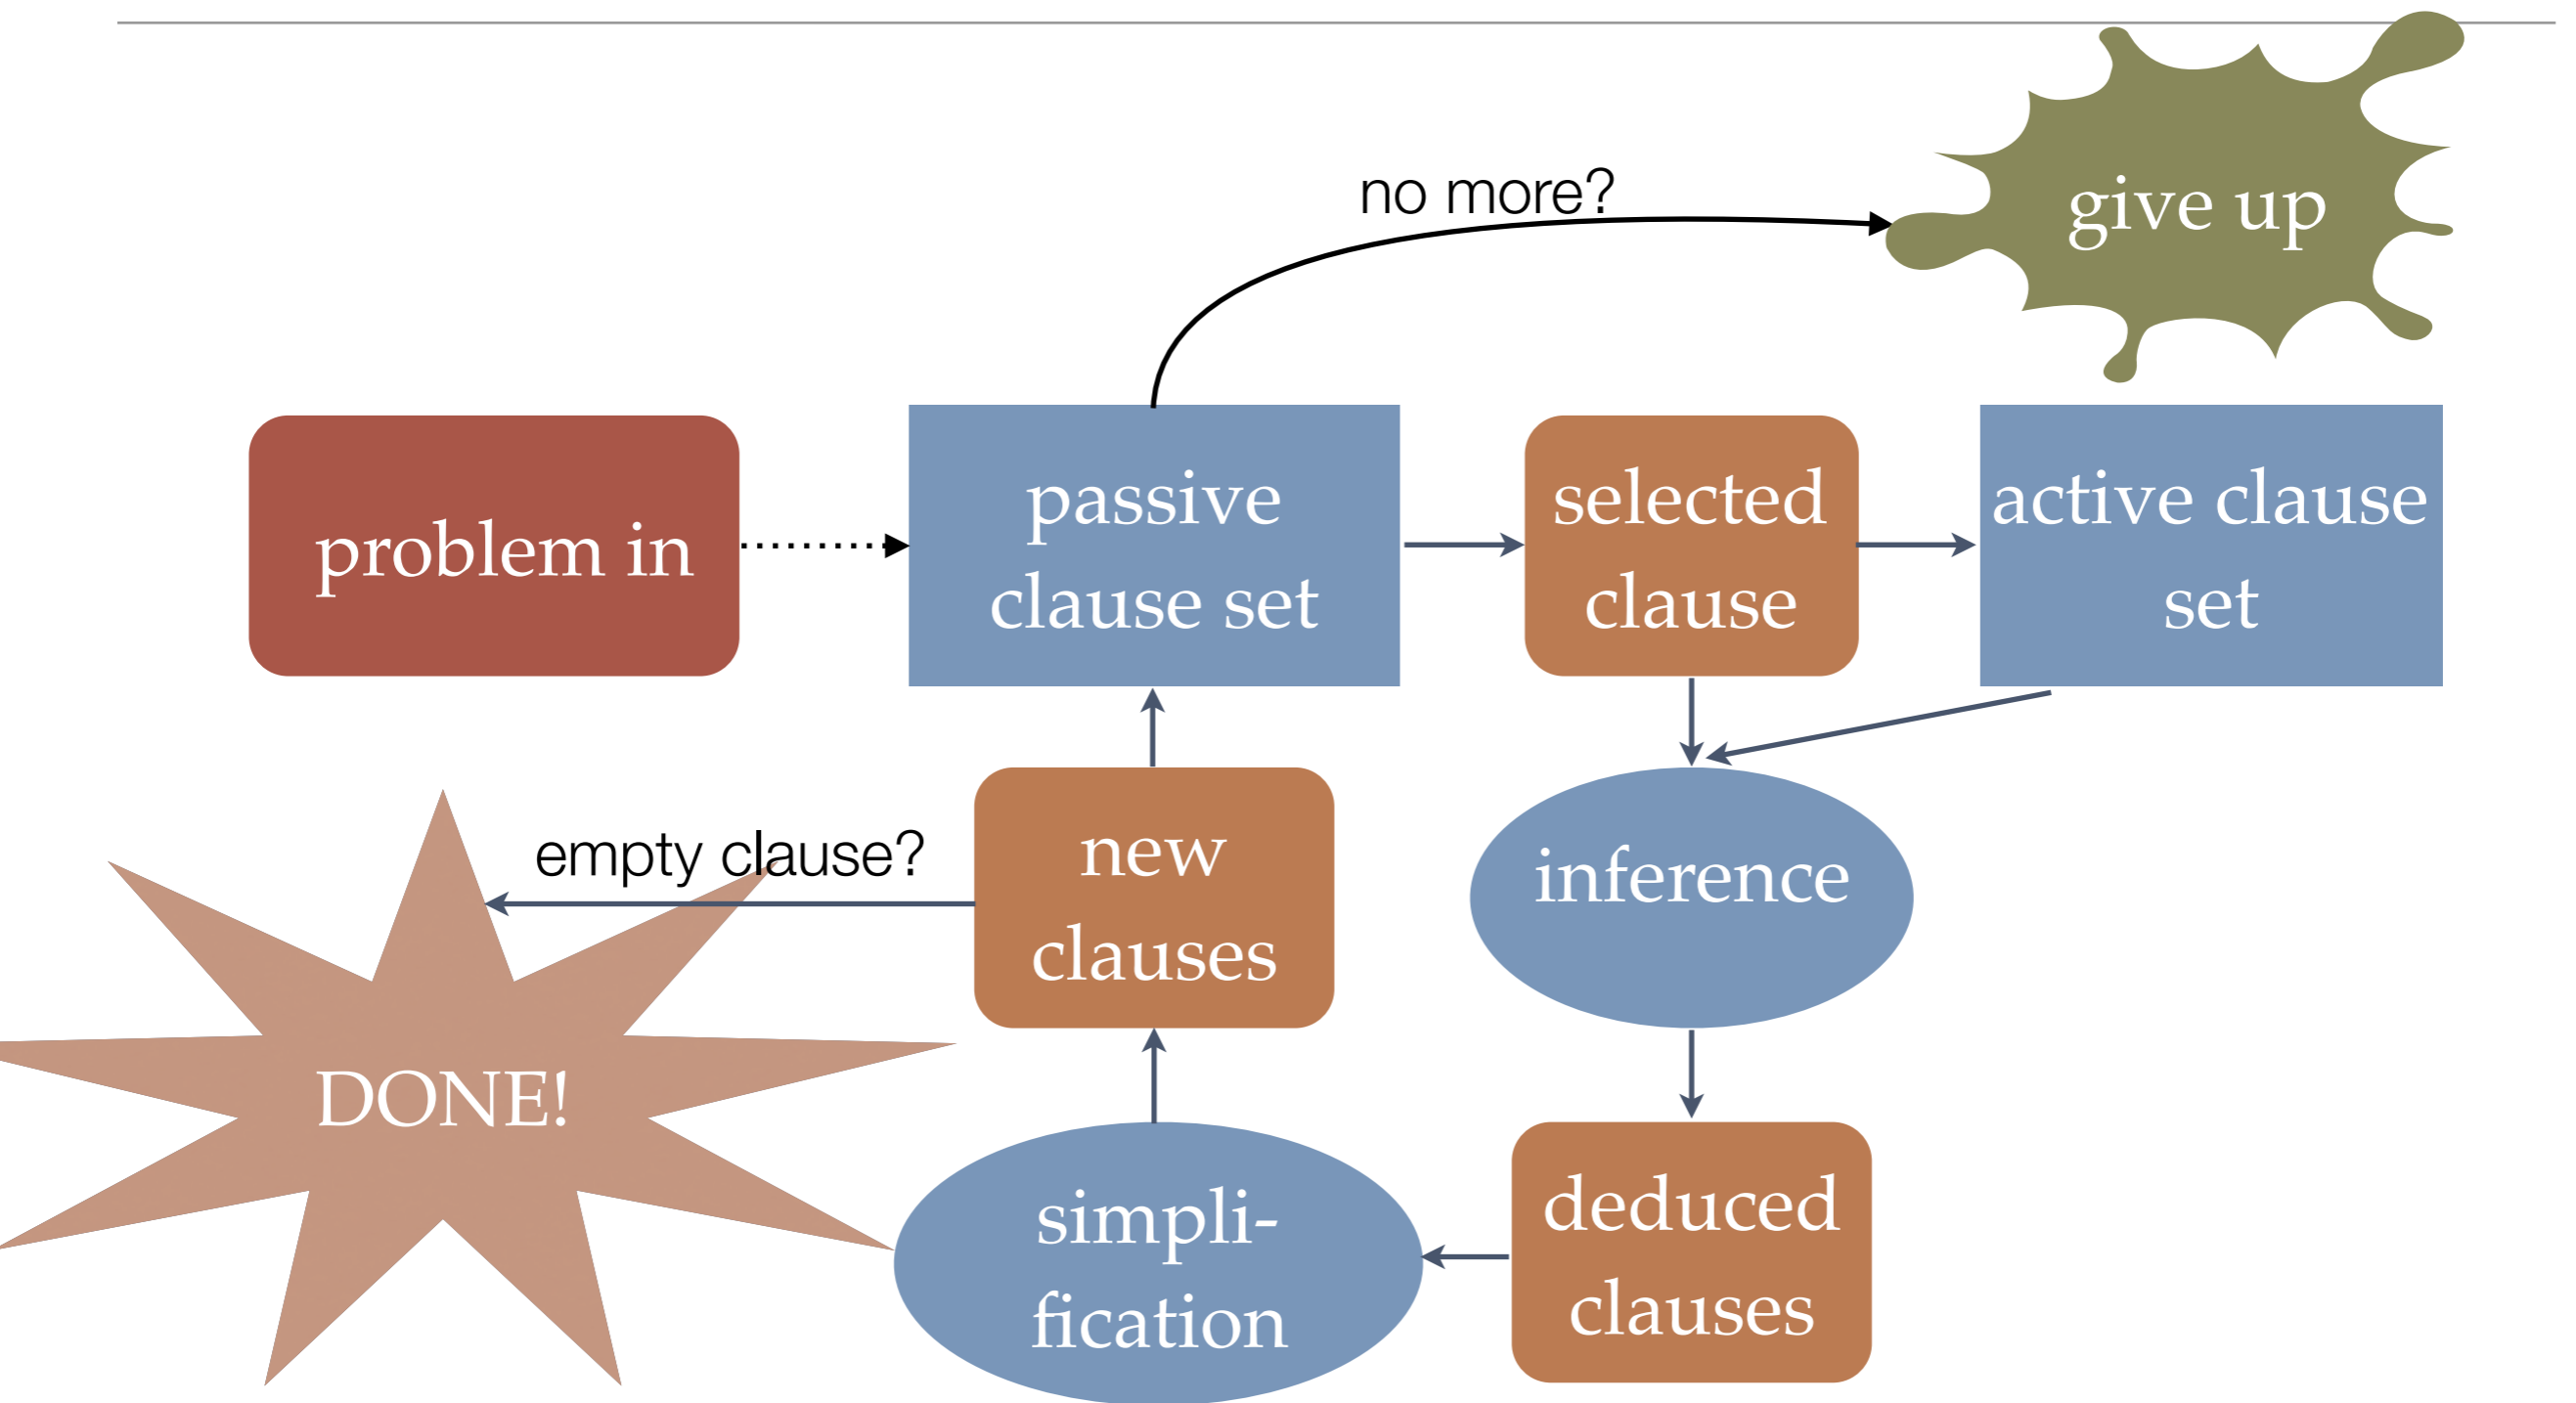 no more?
give up
problem in
passive
clause set
selected
clause
active clause
set
empty clause?
new
clauses
inference
DONE!
simpli-
fication
deduced
clauses